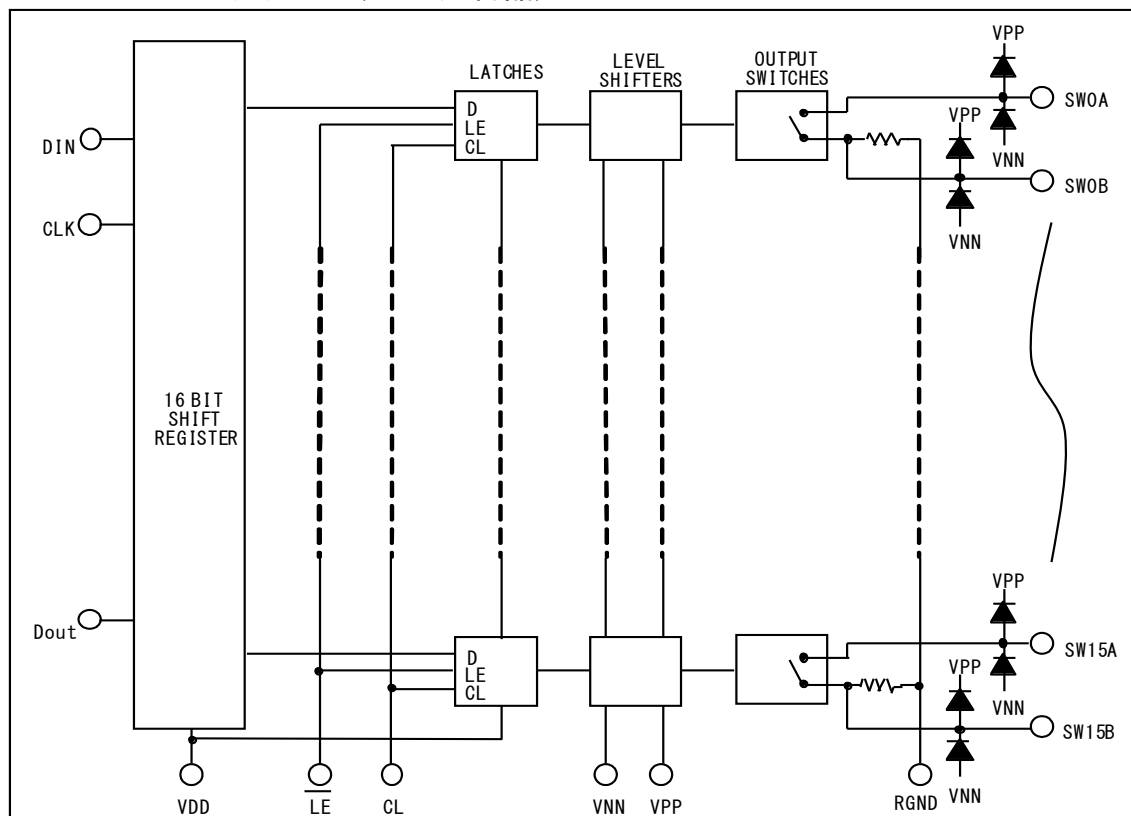 VPP
LATCHES
LEVEL
SHIFTERS
OUTPUT
SWITCHES
D
LE
CL
SW0A
VPP
VNN
SW0B
VNN
DIN
CLK
16 BIT
SHIFT
REGISTER
Dout
VPP
D
LE
CL
SW15A
VPP
VNN
SW15B
VNN
VDD
LE
CL
VNN
VPP
RGND